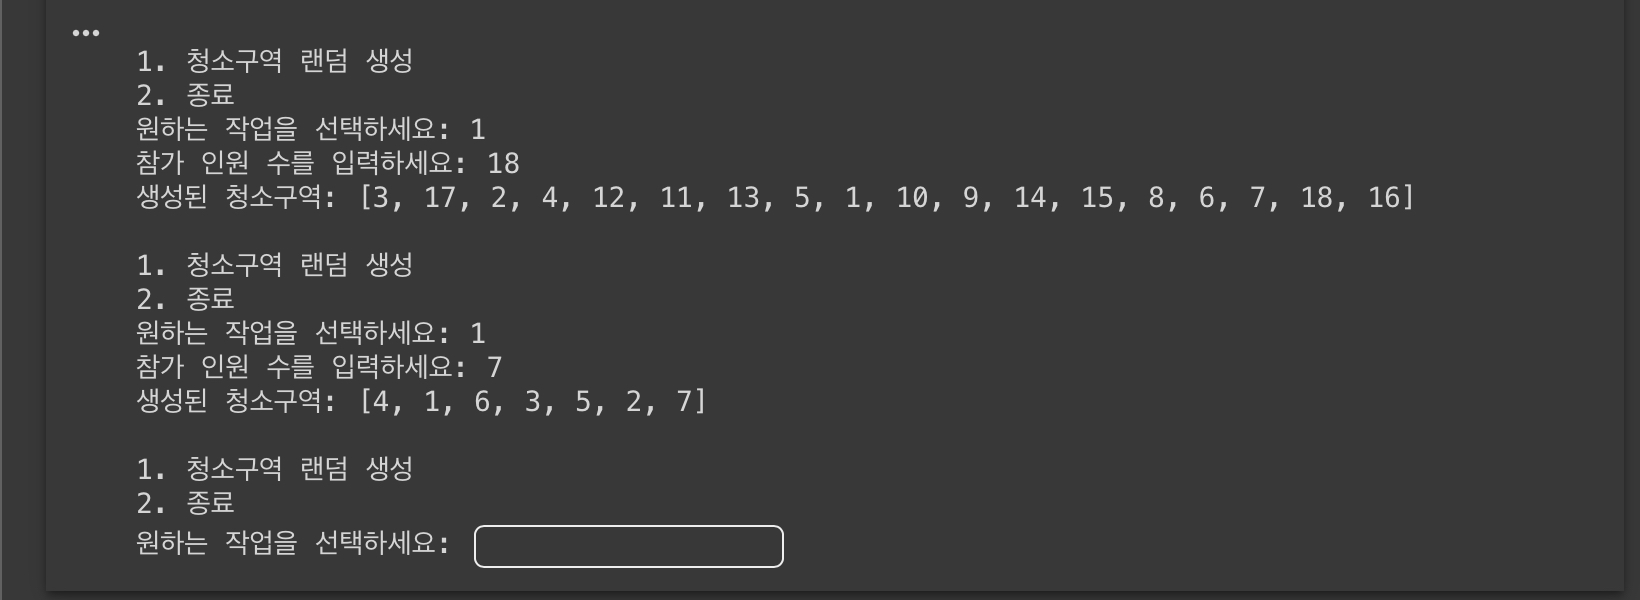 1. 청소구역 랜덤 생성
2. 종료
원하는 작업을 선택하세요: 1
참가 인원 수를 입력하세요: 18
생성된 청소구역: [3, 17, 2, 4, 12, 11, 13, 5, 1, 10, 9, 14, 15, 8, 6, 7, 18, 16]
1. 청소구역 랜덤 생성
2. 종료
원하는 작업을 선택하세요: 1
참가 인원 수를 입력하세요: 7
생성된 청소구역: [4, 1, 6, 3, 5, 2, 7]
1. 청소구역 랜덤 생성
2. 종료
원하는 작업을 선택하세요: